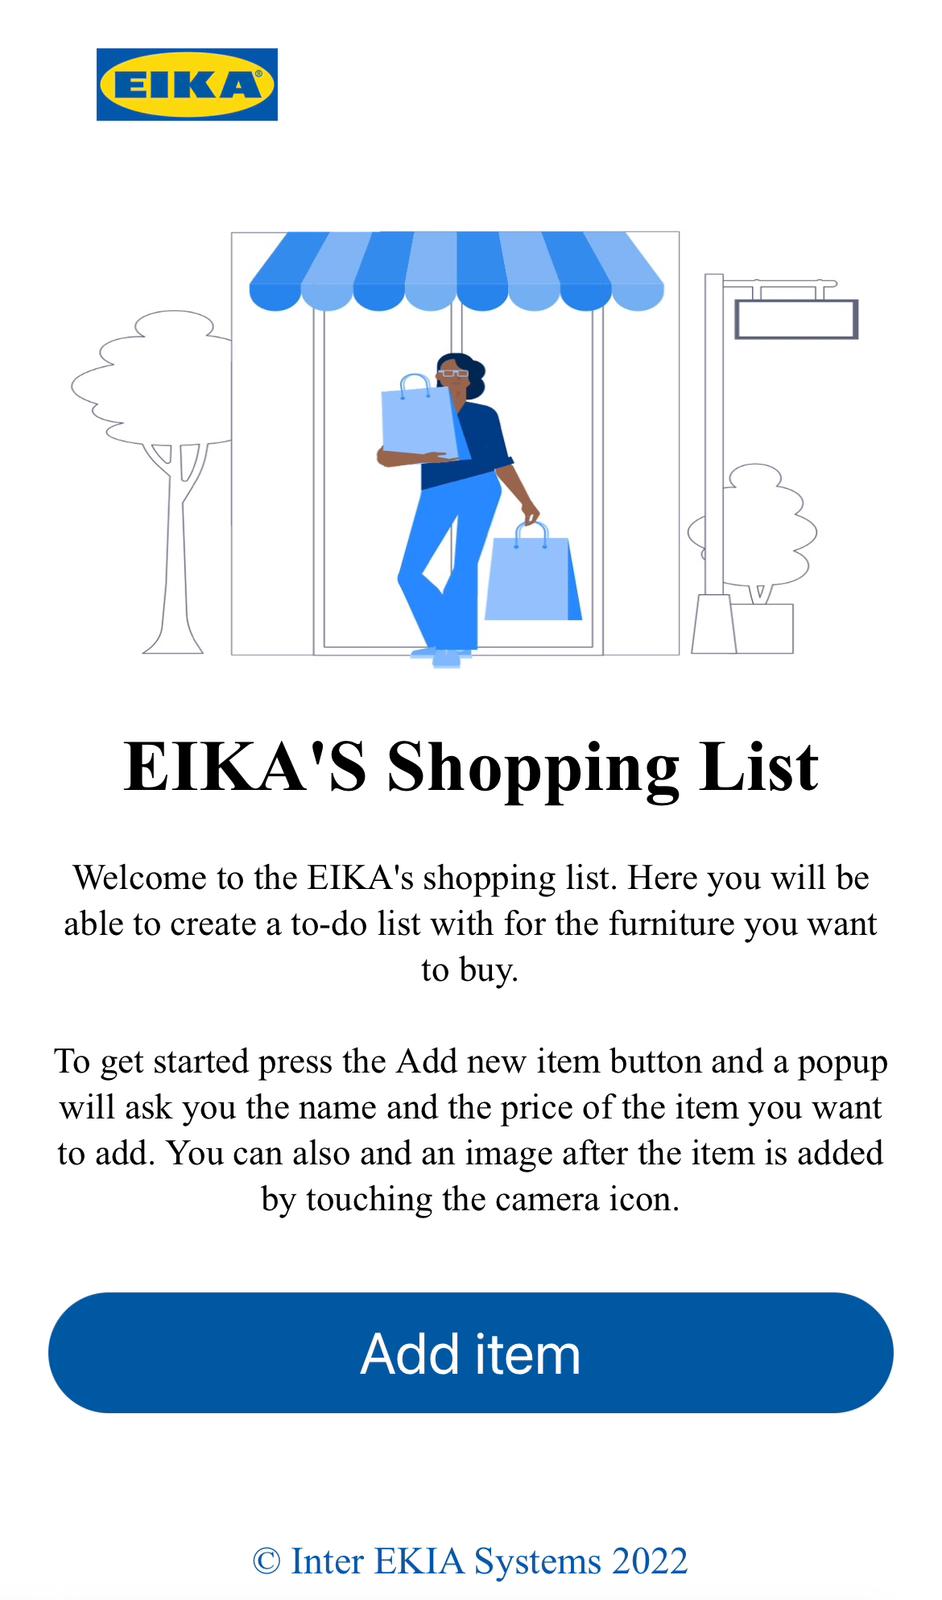 EIKA®
EIKA'S Shopping List
Welcome to the EIKA's shopping list. Here you will be
able to create a to-do list with for the furniture you want
to buy.
To get started press the Add new item button and a popup
will ask you the name and the price of the item you want
to add. You can also and an image after the item is added
by touching the camera icon.
Add item
© Inter EKIA Systems 2022